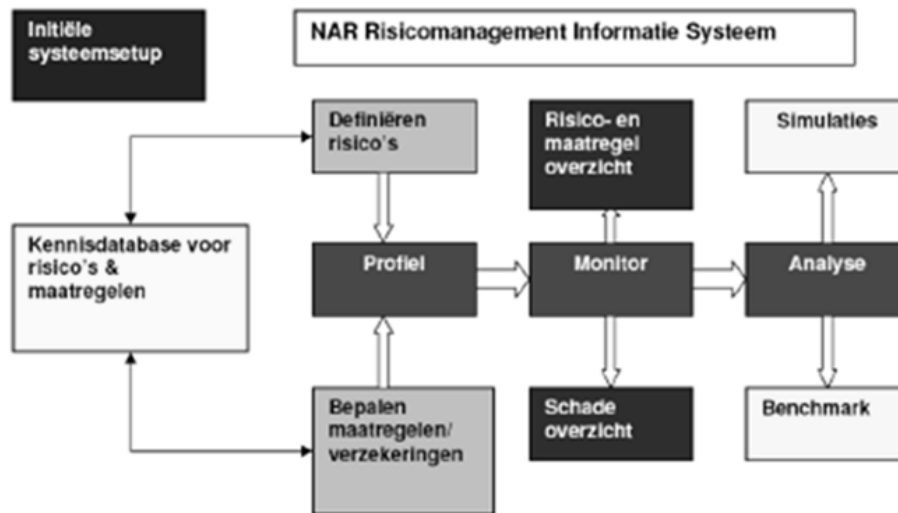 Initiële
systeemsetup
NAR Risicomanagement Informatie Systeem
Definiëren
risico's
Risico- en
maatregel
overzicht
Simulaties
Kennisdatabase voor
risico's &
maatregelen
Profiel
Monitor
Analyse
Bepalen
maatregelen/
verzekeringen
Schade
overzicht
Benchmark